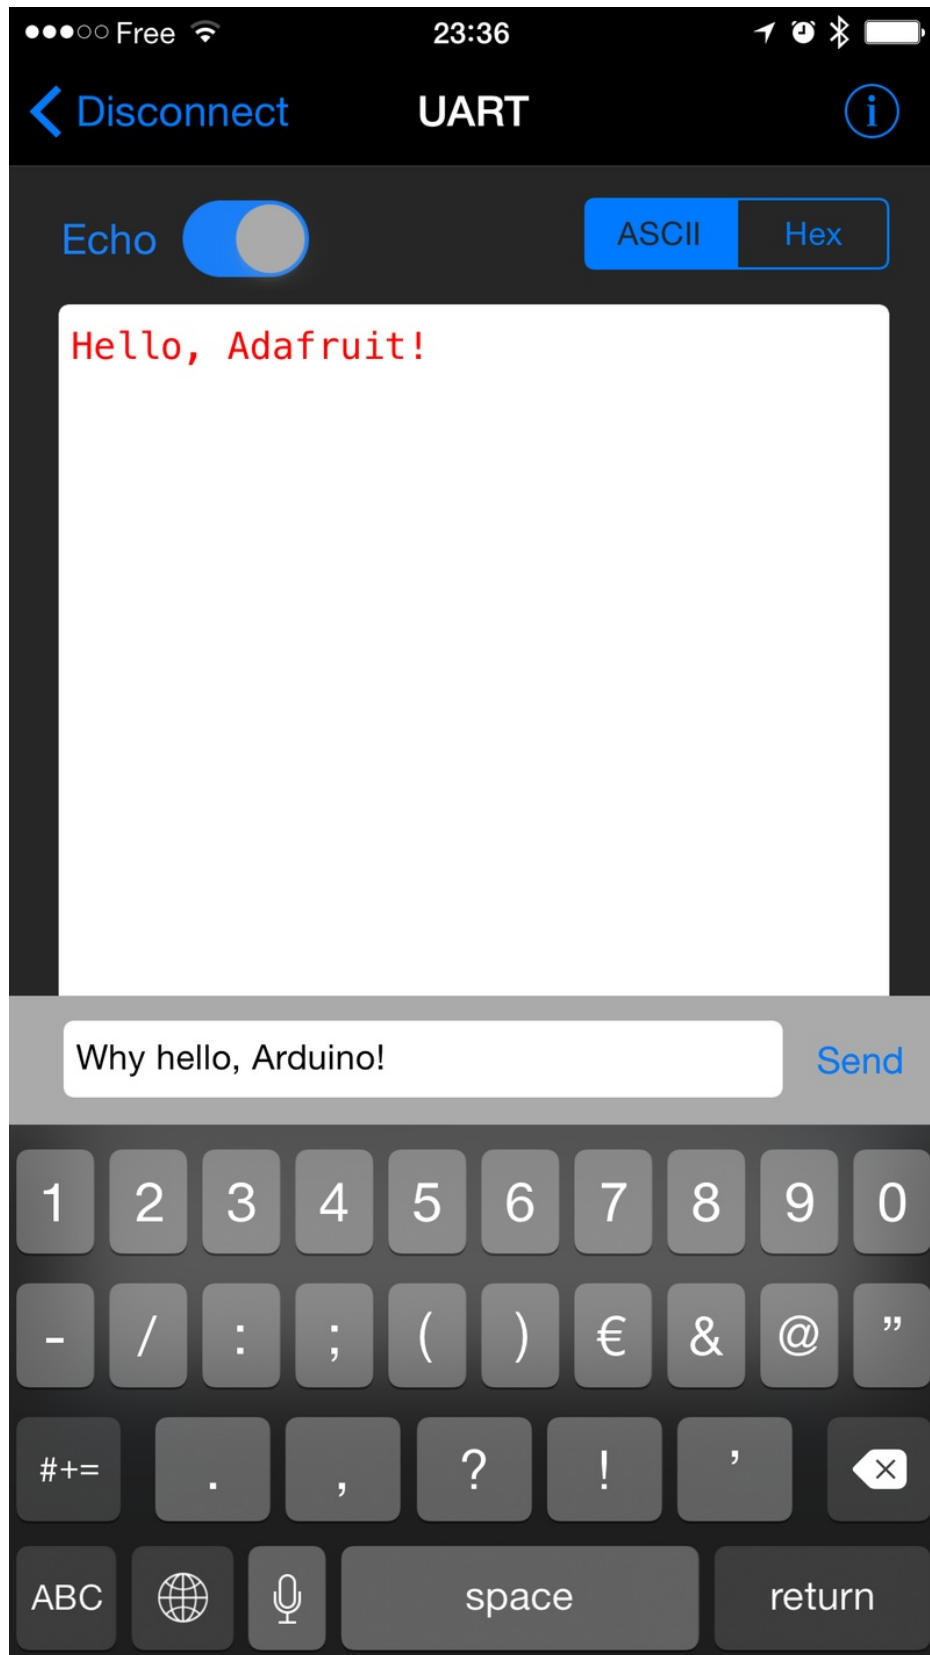 Free 23:36
Disconnect UART i
Echo ASCII Hex
Hello, Adafruit!
Why hello, Arduino! Send
1 2 3 4 5 6 7 8 9 0
- / : ; ( ) € & @ ”
#+= . , ? ! ’
ABC space return